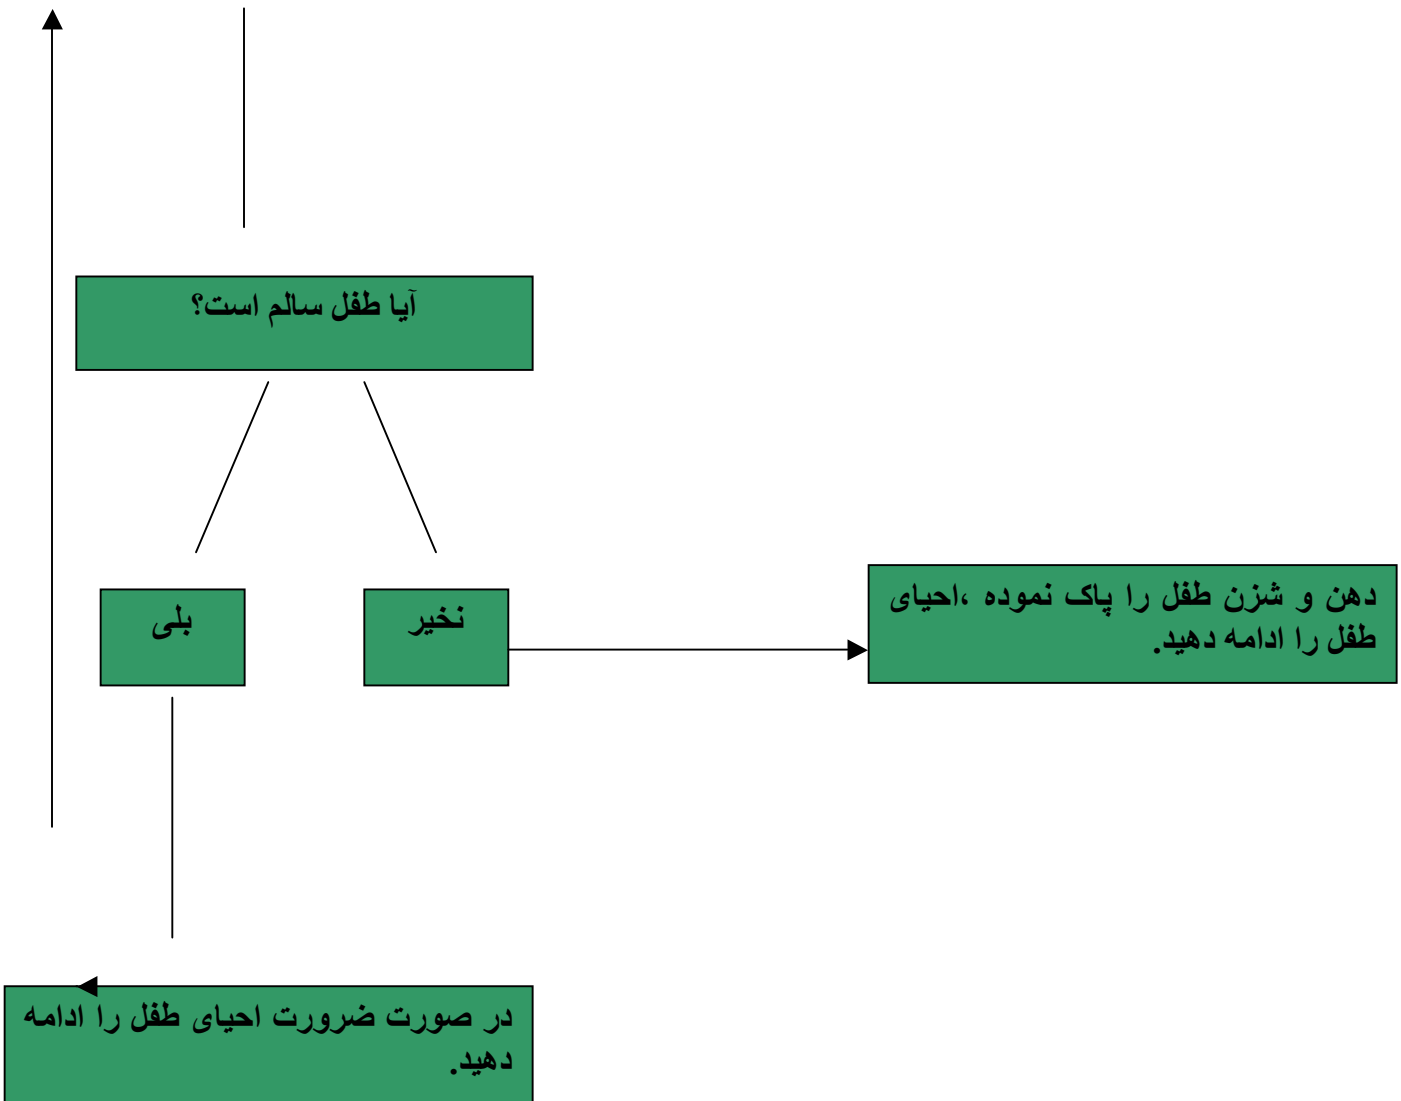 آیا طفل سالم است؟
بلی
نخیر
دهن و شزن طفل را پاک نموده ،احیای
طفل را ادامه دهید.
در صورت ضرورت احیای طفل را ادامه
دهید.